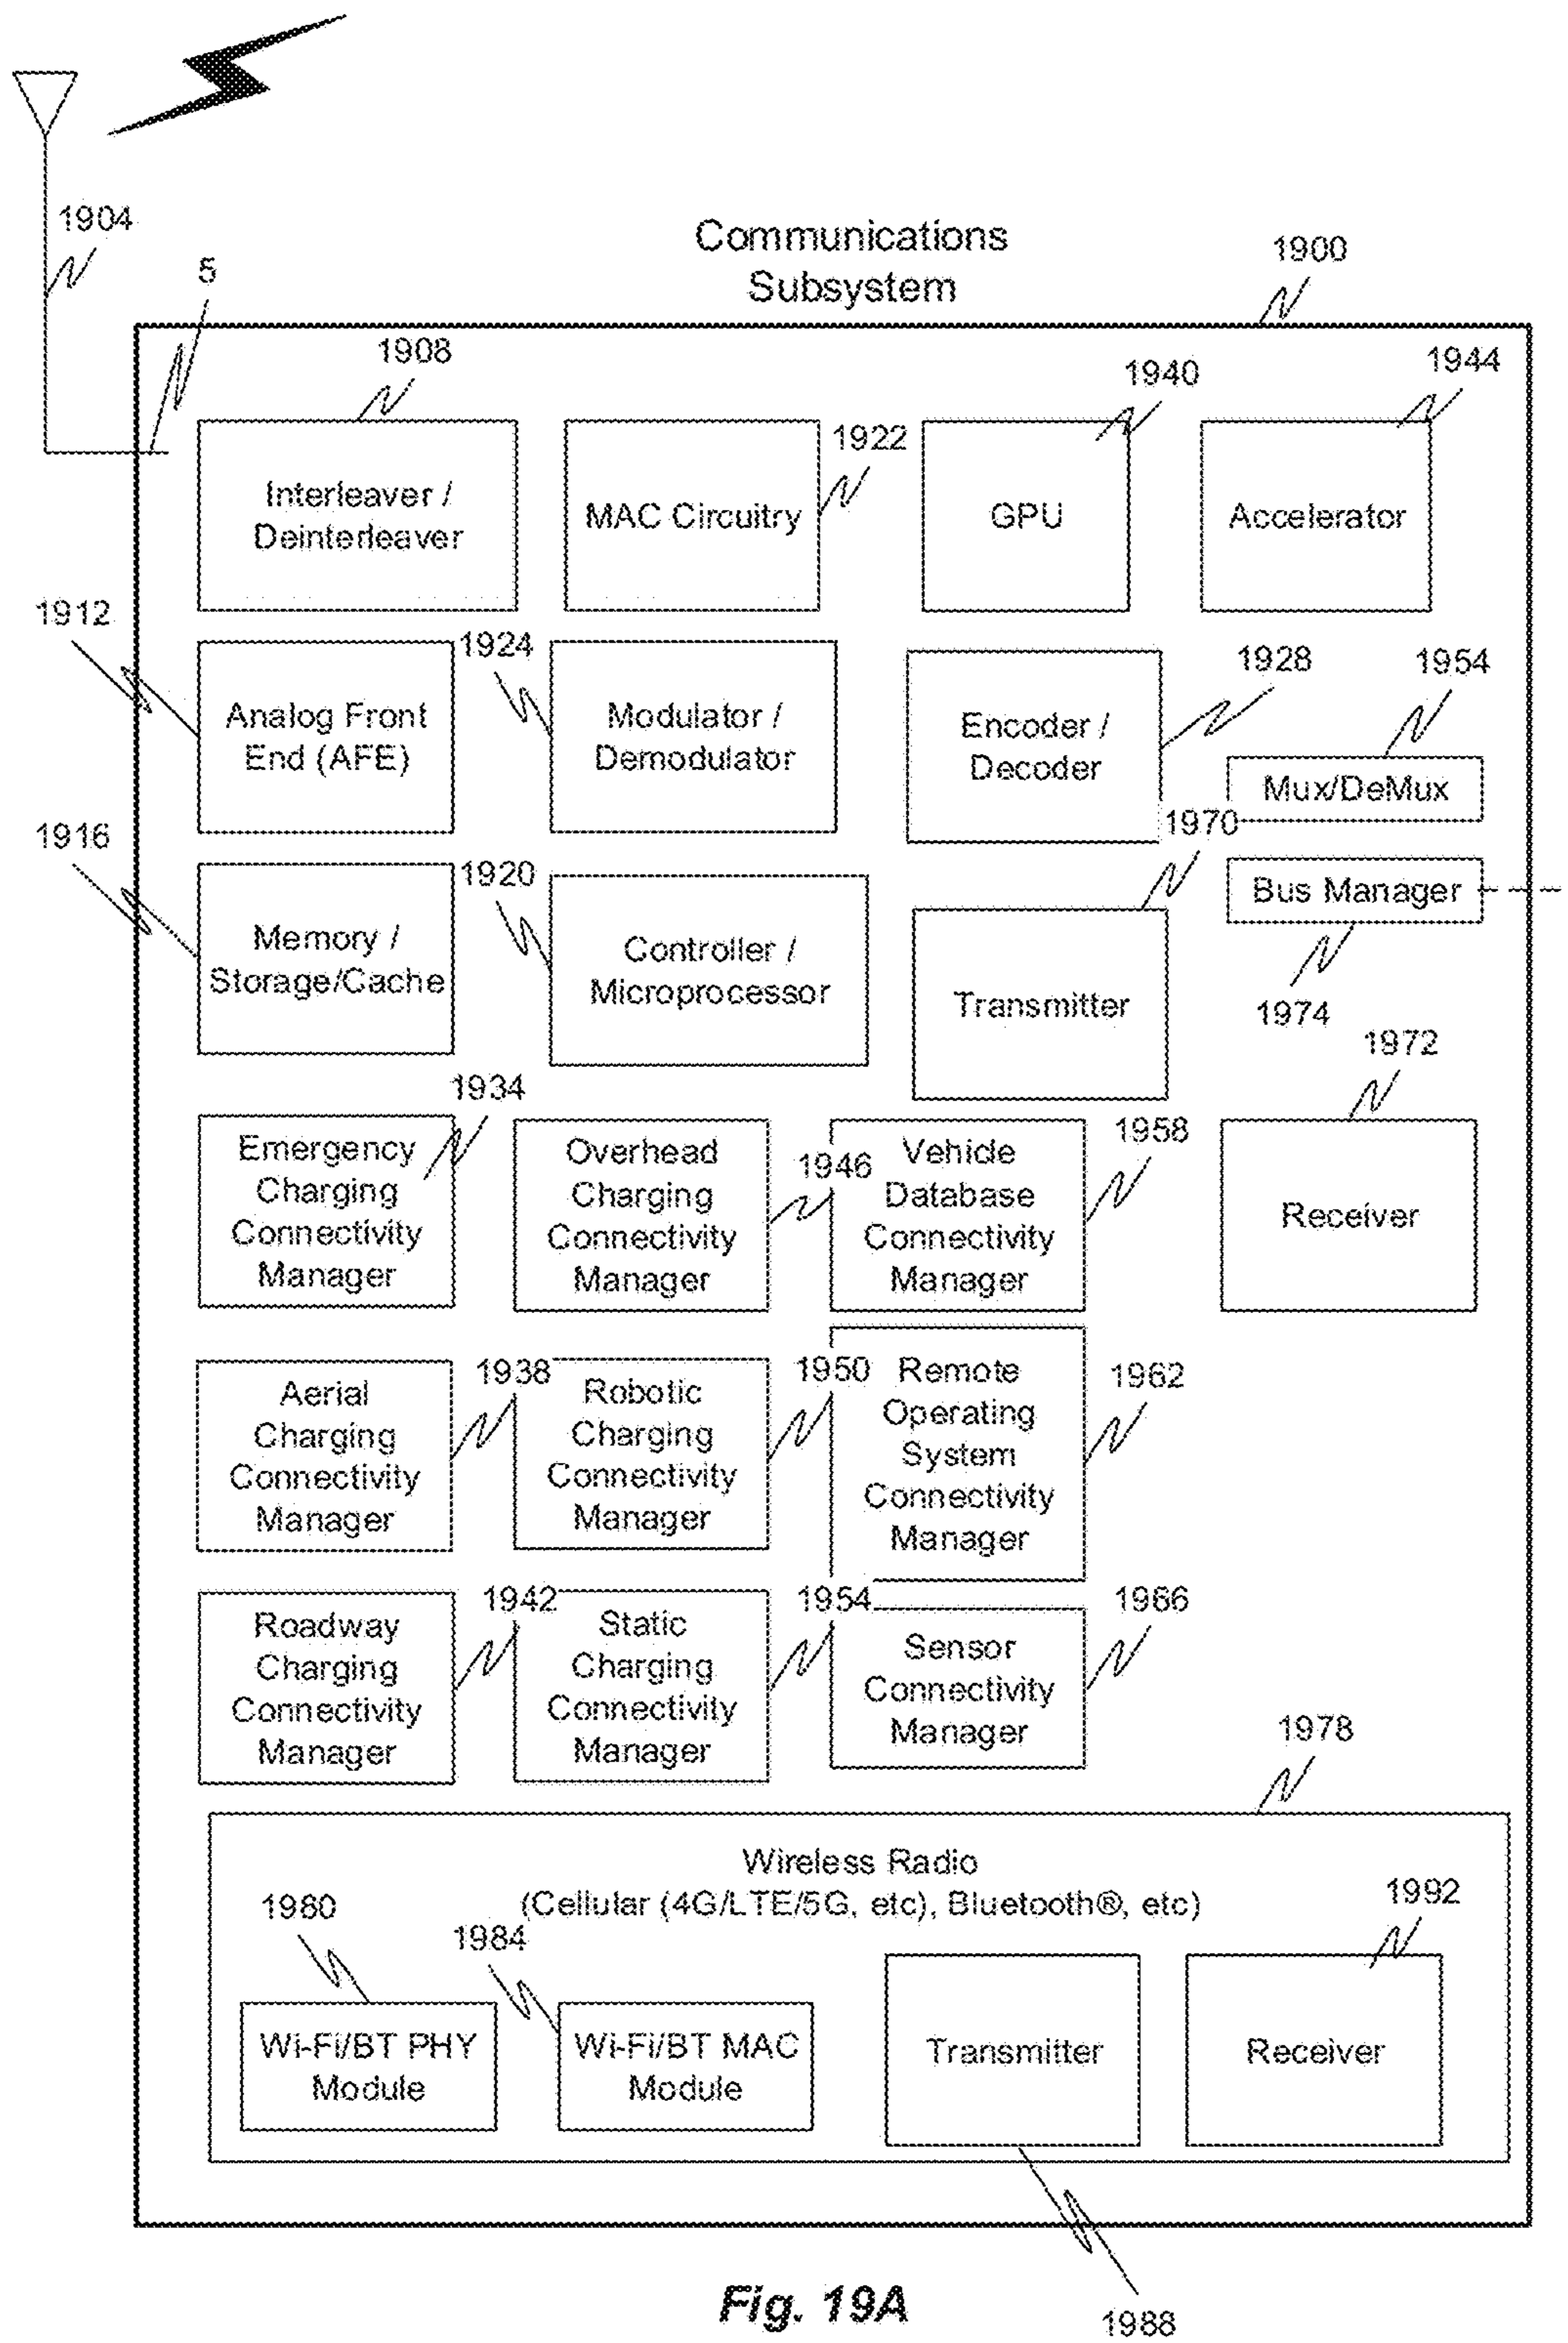 1904
5
Communications
Subsystem
1900
1908
1940
1944
1922
Interleaver /
Deinterleaver
MAC Circuitry
GPU
Accelerator
1912
1924
1928
1954
Analog Front
End (AFE)
Modulator /
Demodulator
Encoder /
Decoder
Mux/DeMux
1970
1916
1920
Bus Manager
Memory /
Storage/Cache
Controller /
Microprocessor
Transmitter
1974
1972
1934
1946
1958
Emergency
Charging
Connectivity
Manager
Overhead
Charging
Connectivity
Manager
Vehicle
Database
Connectivity
Manager
Receiver
1938
1950
1962
Aerial
Charging
Connectivity
Manager
Robotic
Charging
Connectivity
Manager
Remote
Operating
System
Connectivity
Manager
1942
1954
1966
Roadway
Charging
Connectivity
Manager
Static
Charging
Connectivity
Manager
Sensor
Connectivity
Manager
1978
Wireless Radio
(Cellular (4G/LTE/5G, etc), Bluetooth®, etc)
1980
1984
1992
Wi-Fi/BT PHY
Module
Wi-Fi/BT MAC
Module
Transmitter
Receiver
1988
Fig. 19A